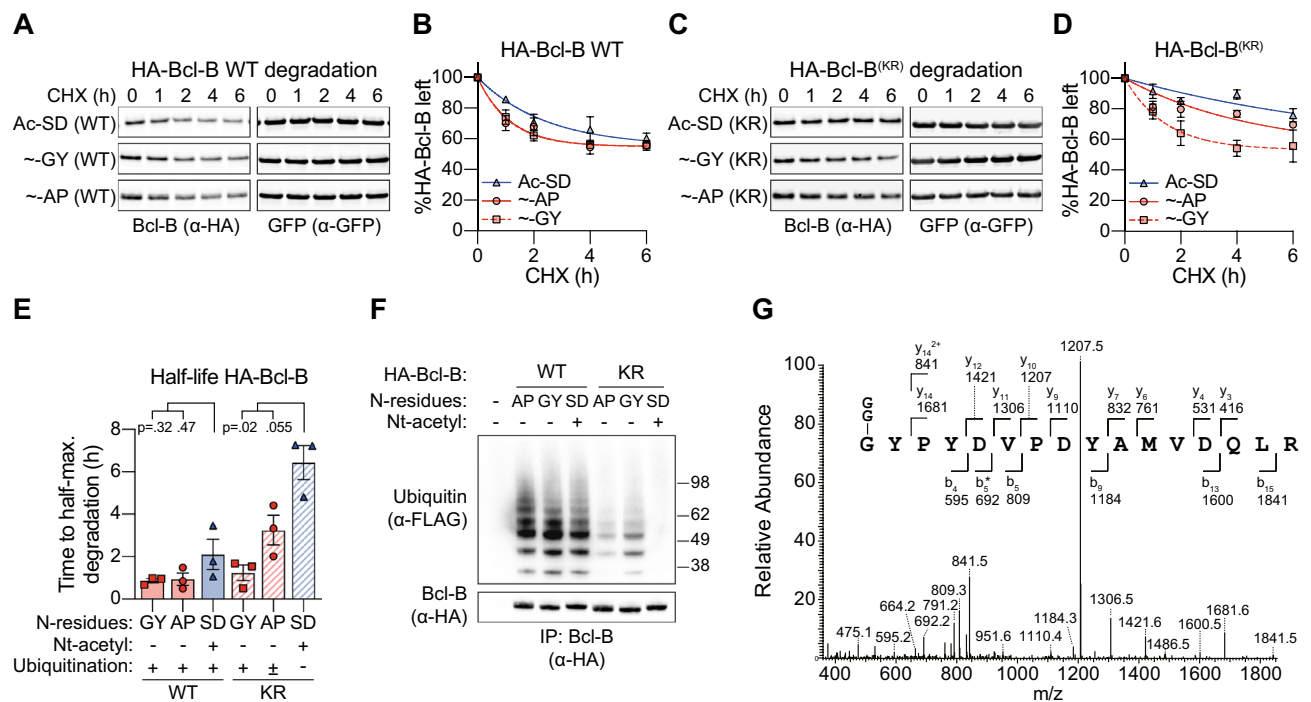 A
HA-Bcl-B WT degradation
CHX (h) 0 1 2 4 6 0 1 2 4 6
Ac-SD (WT)
~-GY (WT)
~-AP (WT)
Bcl-B (α-HA) GFP (α-GFP)
B
HA-Bcl-B WT
%HA-Bcl-B left
100
80
60
40
20
0
Ac-SD
~-AP
~-GY
0 2 4 6
CHX (h)
C
HA-Bcl-B(KR) degradation
CHX (h) 0 1 2 4 6 0 1 2 4 6
Ac-SD (KR)
~-GY (KR)
~-AP (KR)
Bcl-B (α-HA) GFP (α-GFP)
D
HA-Bcl-B(KR)
%HA-Bcl-B left
100
80
60
40
20
0
Ac-SD
~-AP
~-GY
0 2 4 6
CHX (h)
E
Half-life HA-Bcl-B
p=.32 .47 p=.02 .055
Time to half-max. degradation (h)
8
6
4
2
0
N-residues: GY AP SD GY AP SD
Nt-acetyl: - - + - - +
Ubiquitination: + + + + ± -
WT KR
F
HA-Bcl-B: WT KR
N-residues: - AP GY SD AP GY SD
Nt-acetyl: - - - + - - +
Ubiquitin
(α-FLAG)
98
62
49
38
Bcl-B
(α-HA)
IP: Bcl-B
(α-HA)
G
Relative Abundance
100
80
60
40
20
0
y14 2+
841
y14
1681
y12
1421
y11
1306
y10
1207
y9
1110
y7
832
y6
761
y4
531
y3
416
G
G
G Y P Y D V P D Y A M V D Q L R
b4
595
b5*
692
b5
809
b9
1184
b13
1600
b15
1841
1207.5
475.1
595.2
664.2
692.2
791.2
809.3
841.5
951.6
1110.4
1184.3
1306.5
1421.6
1486.5
1600.5
1681.6
1841.5
400 600 800 1000 1200 1400 1600 1800
m/z